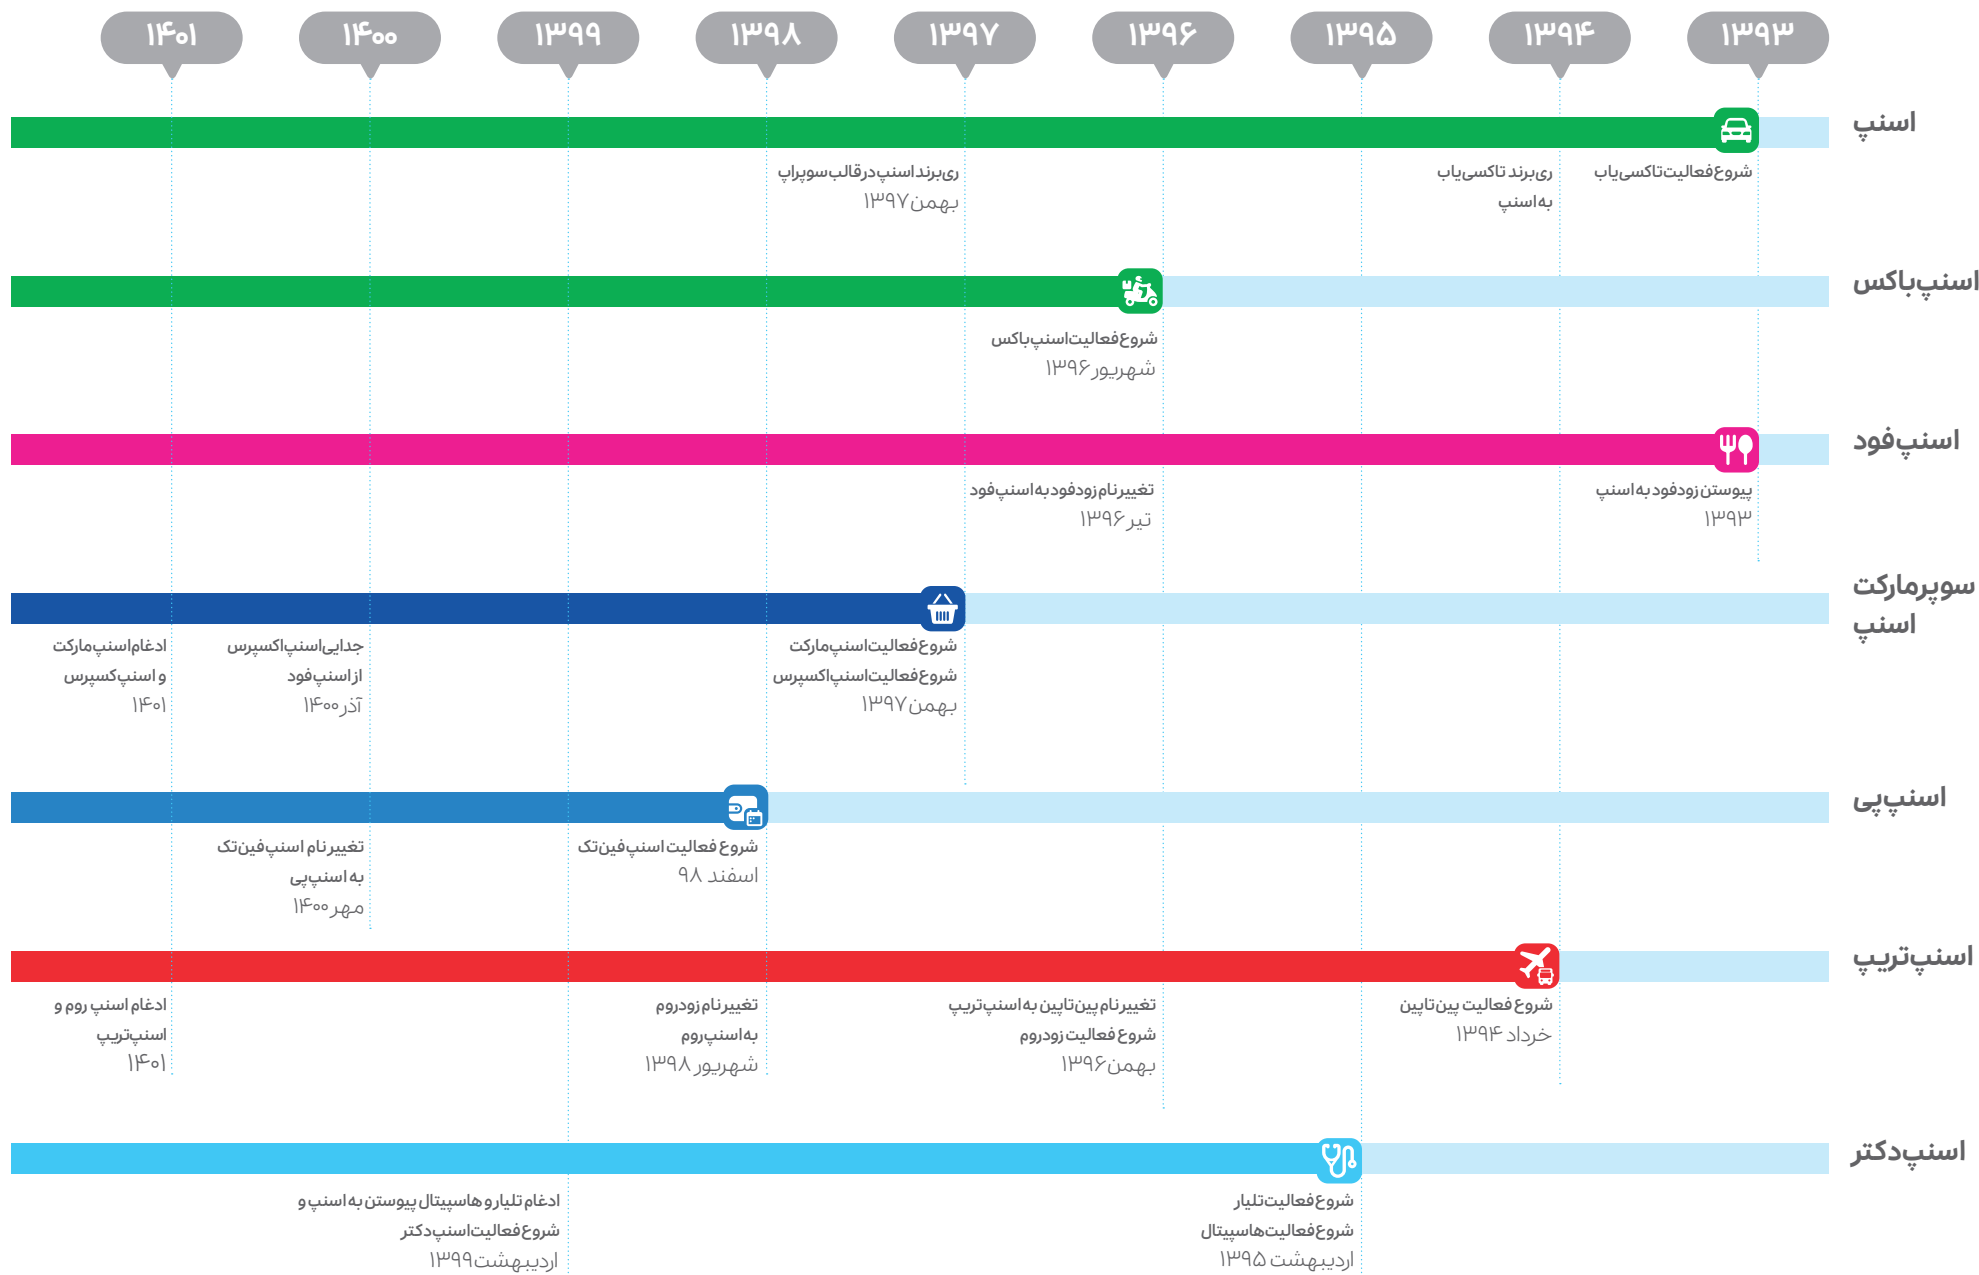 ۱۳۹۳
۱۳۹۴
۱۳۹۵
۱۳۹۶
۱۳۹۷
۱۳۹۸
۱۳۹۹
۱۴۰۰
۱۴۰۱
اسنپ
شروع فعالیت تاکسی‌یاب
ری‌برند تاکسی‌یاب
به اسنپ
ری‌برند اسنپ در قالب سوپراپ
بهمن ۱۳۹۷
اسنپ‌باکس
شروع فعالیت اسنپ‌باکس
شهریور ۱۳۹۶
اسنپ‌فود
پیوستن زودفود به اسنپ
۱۳۹۳
تغییر نام زودفود به اسنپ‌فود
تیر ۱۳۹۶
سوپرمارکت
اسنپ
شروع فعالیت اسنپ‌مارکت
شروع فعالیت اسنپ‌اکسپرس
بهمن ۱۳۹۷
جدایی اسنپ‌اکسپرس
از اسنپ‌فود
آذر ۱۴۰۰
ادغام اسنپ‌مارکت
و اسنپ‌کسپرس
۱۴۰۱
اسنپ‌پی
شروع فعالیت اسنپ‌فین‌تک
اسفند ۹۸
تغییر نام اسنپ‌فین‌تک
به اسنپ‌پی
مهر ۱۴۰۰
اسنپ‌تریپ
شروع فعالیت پین‌تاپین
خرداد ۱۳۹۴
تغییر نام پین‌تاپین به اسنپ‌تریپ
شروع فعالیت زودروم
بهمن ۱۳۹۶
تغییر نام زودروم
به اسنپ‌روم
شهریور ۱۳۹۸
ادغام اسنپ روم و
اسنپ‌تریپ
۱۴۰۱
اسنپ‌دکتر
شروع فعالیت تلیار
شروع فعالیت هاسپیتال
اردیبهشت ۱۳۹۵
ادغام تلیار و هاسپیتال پیوستن به اسنپ و
شروع فعالیت اسنپ‌دکتر
اردیبهشت ۱۳۹۹